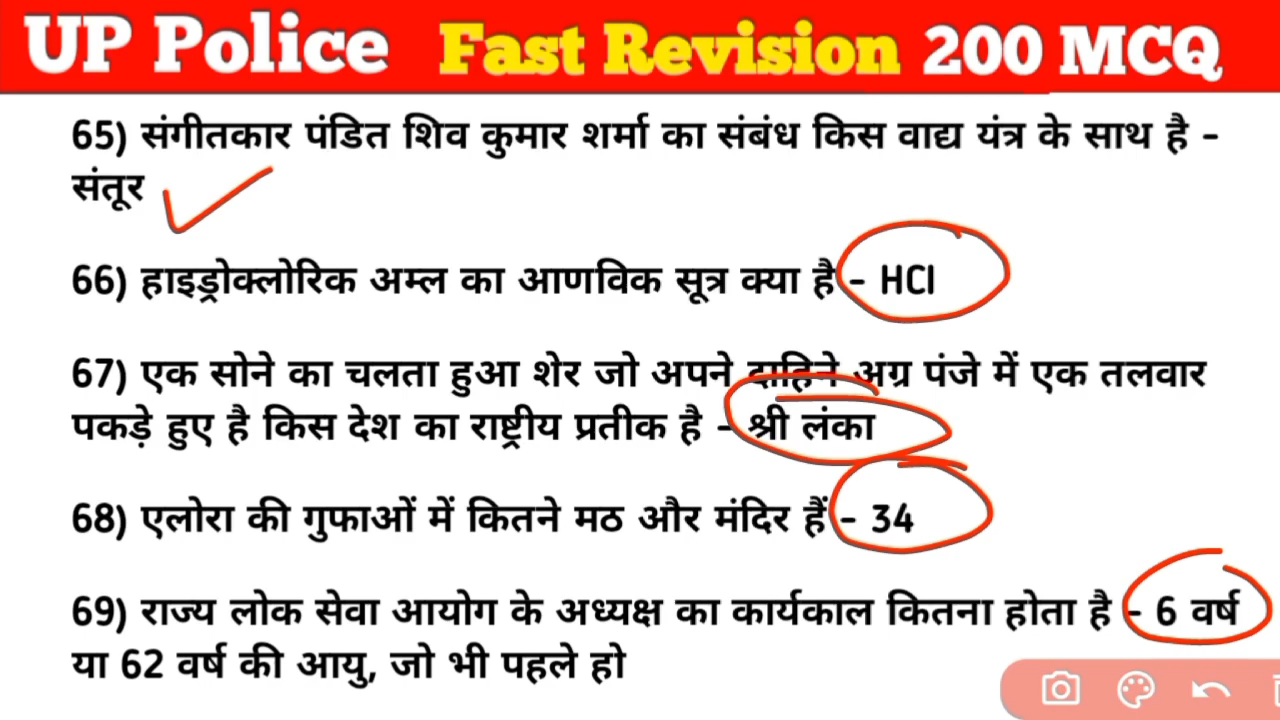 UP Police Fast Revision 200 MCQ
65) संगीतकार पंडित शिव कुमार शर्मा का संबंध किस वाद्य यंत्र के साथ है -
संतूर
66) हाइड्रोक्लोरिक अम्ल का आणविक सूत्र क्या है - HCl
67) एक सोने का चलता हुआ शेर जो अपने दाहिने अग्र पंजे में एक तलवार
पकड़े हुए है किस देश का राष्ट्रीय प्रतीक है - श्री लंका
68) एलोरा की गुफाओं में कितने मठ और मंदिर हैं - 34
69) राज्य लोक सेवा आयोग के अध्यक्ष का कार्यकाल कितना होता है - 6 वर्ष
या 62 वर्ष की आयु, जो भी पहले हो